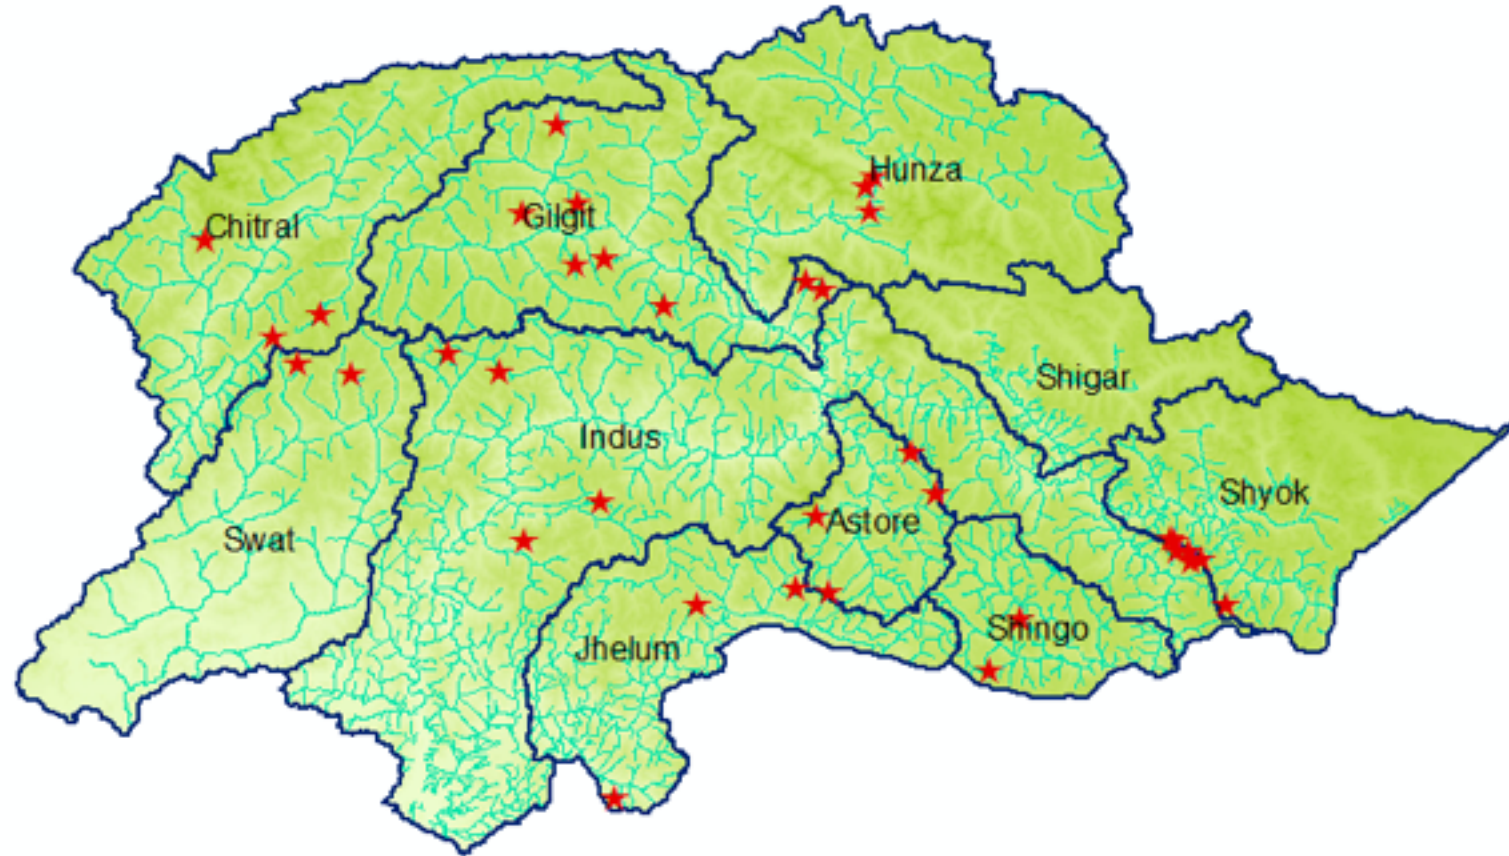 Hunza
Chitral
Gilgit
Shigar
Indus
Shyok
Astore
Swat
Shingo
Jhelum